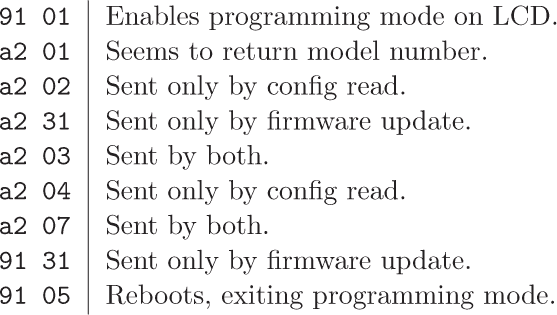 91 01 Enables programming mode on LCD.
a2 01 Seems to return model number.
a2 02 Sent only by config read.
a2 31 Sent only by firmware update.
a2 03 Sent by both.
a2 04 Sent only by config read.
a2 07 Sent by both.
91 31 Sent only by firmware update.
91 05 Reboots, exiting programming mode.